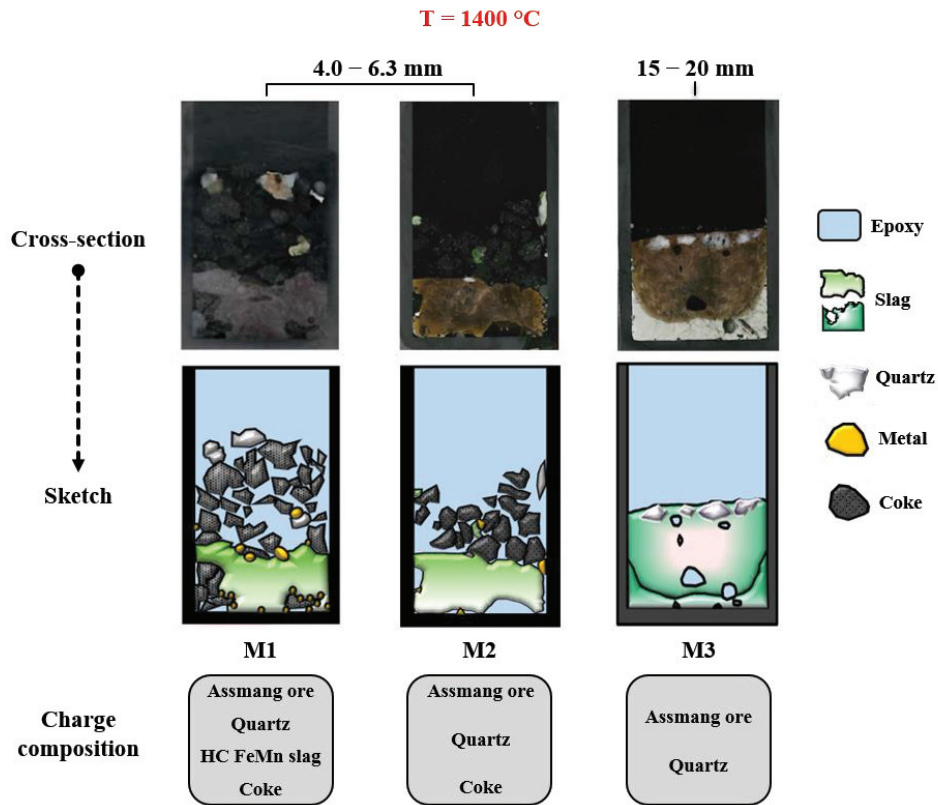 T = 1400 °C
4.0 – 6.3 mm
15 – 20 mm
Cross-section
Sketch
Epoxy
Slag
Quartz
Metal
Coke
M1
M2
M3
Charge
composition
Assmang ore
Quartz
HC FeMn slag
Coke
Assmang ore
Quartz
Coke
Assmang ore
Quartz